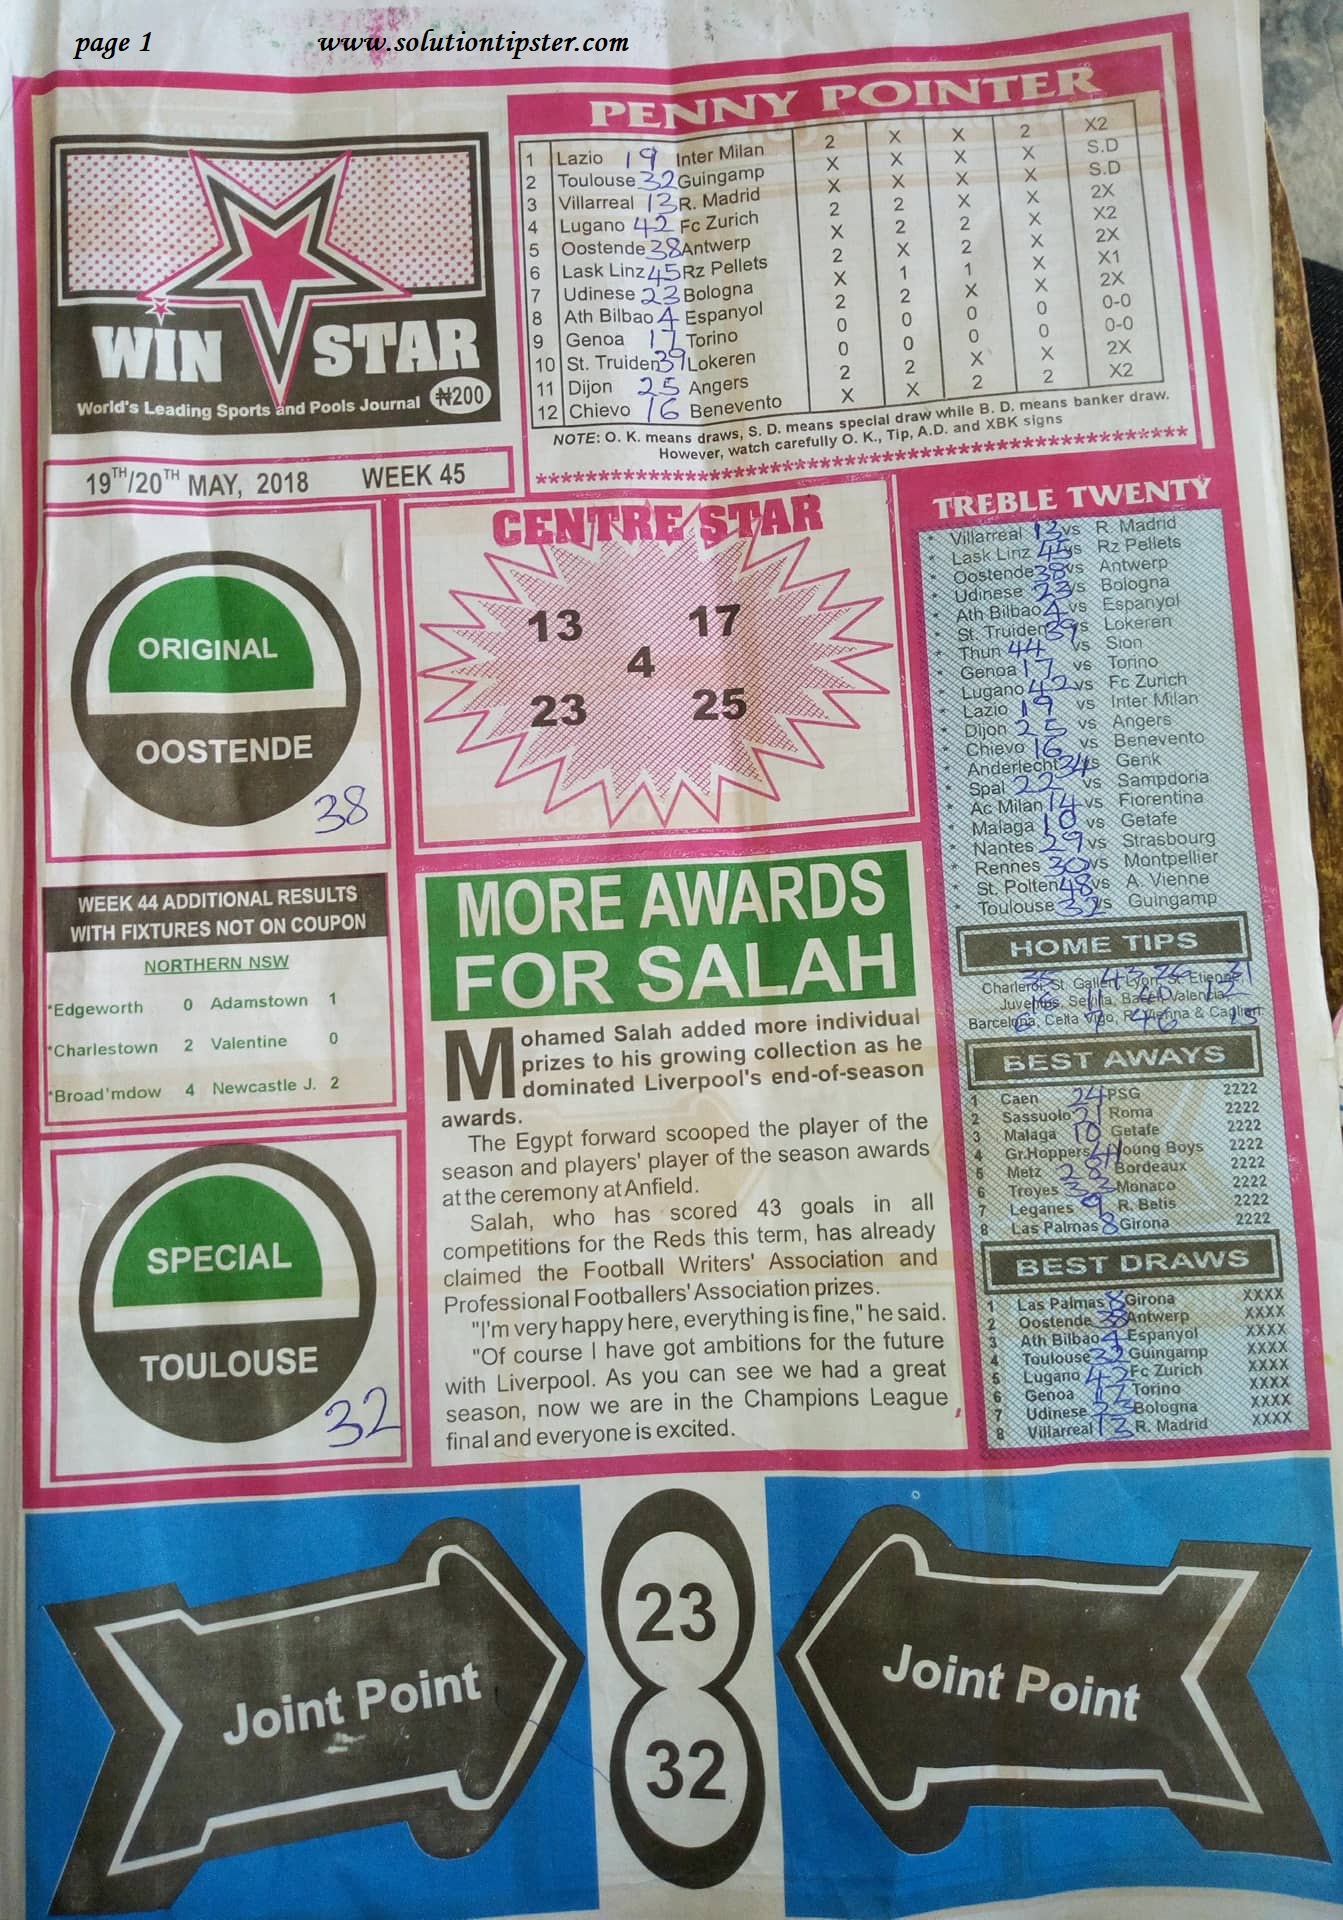 page 1 www.solutiontipster.com
WIN STAR
World's Leading Sports and Pools Journal ₦200
19TH/20TH MAY, 2018 WEEK 45
PENNY POINTER
1 Lazio 19 Inter Milan 2 X X 2 X2
2 Toulouse 32 Guingamp X X X X S.D
3 Villarreal 13 R. Madrid X X X X S.D
4 Lugano 42 Fc Zurich 2 2 X X 2X
5 Oostende 38 Antwerp X 2 2 X X2
6 Lask Linz 45 Rz Pellets 2 X 2 X 2X
7 Udinese 23 Bologna X 1 1 X X1
8 Ath Bilbao 4 Espanyol 2 2 X X 2X
9 Genoa 17 Torino 0 0 0 0 0-0
10 St. Truiden 39 Lokeren 0 0 0 0 0-0
11 Dijon 25 Angers 2 2 X X 2X
12 Chievo 16 Benevento X X 2 2 X2
NOTE: O. K. means draws, S. D. means special draw while B. D. means banker draw.
However, watch carefully O. K., Tip, A.D. and XBK signs
ORIGINAL
OOSTENDE
38
CENTRE STAR
13 17
4
23 25
TREBLE TWENTY
* Villarreal 13 vs R. Madrid
* Lask Linz 45 vs Rz Pellets
* Oostende 38 vs Antwerp
* Udinese 23 vs Bologna
* Ath Bilbao 4 vs Espanyol
* St. Truiden 39 vs Lokeren
* Thun 44 vs Sion
* Genoa 17 vs Torino
* Lugano 42 vs Fc Zurich
* Lazio 19 vs Inter Milan
* Dijon 25 vs Angers
* Chievo 16 vs Benevento
* Anderlecht 34 vs Genk
* Spal 22 vs Sampdoria
* Ac Milan 14 vs Fiorentina
* Malaga 10 vs Getafe
* Nantes 29 vs Strasbourg
* Rennes 30 vs Montpellier
* St. Polten 48 vs A. Vienne
* Toulouse 32 vs Guingamp
WEEK 44 ADDITIONAL RESULTS
WITH FIXTURES NOT ON COUPON
NORTHERN NSW
*Edgeworth 0 Adamstown 1
*Charlestown 2 Valentine 0
*Broad'mdow 4 Newcastle J. 2
SPECIAL
TOULOUSE
32
MORE AWARDS
FOR SALAH
Mohamed Salah added more individual
prizes to his growing collection as he
dominated Liverpool's end-of-season
awards.
The Egypt forward scooped the player of the
season and players' player of the season awards
at the ceremony at Anfield.
Salah, who has scored 43 goals in all
competitions for the Reds this term, has already
claimed the Football Writers' Association and
Professional Footballers' Association prizes.
"I'm very happy here, everything is fine," he said.
"Of course I have got ambitions for the future
with Liverpool. As you can see we had a great
season, now we are in the Champions League
final and everyone is excited.
HOME TIPS
Charleroi, St. Gallen, Lyon, St. Etienne
Juventus, Sevilla, Basel, Valencia
Barcelona, Celta Vigo, R. Vienna & Cagliari
BEST AWAYS
1 Caen 24 PSG 2222
2 Sassuolo 21 Roma 2222
3 Malaga 10 Getafe 2222
4 Gr.Hoppers 41 Young Boys 2222
5 Metz 28 Bordeaux 2222
6 Troyes 33 Monaco 2222
7 Leganes 9 R. Betis 2222
8 Las Palmas 8 Girona 2222
BEST DRAWS
1 Las Palmas 8 Girona XXXX
2 Oostende 38 Antwerp XXXX
3 Ath Bilbao 4 Espanyol XXXX
4 Toulouse 32 Guingamp XXXX
5 Lugano 42 Fc Zurich XXXX
6 Genoa 17 Torino XXXX
7 Udinese 23 Bologna XXXX
8 Villarreal 13 R. Madrid XXXX
Joint Point
23
32
Joint Point